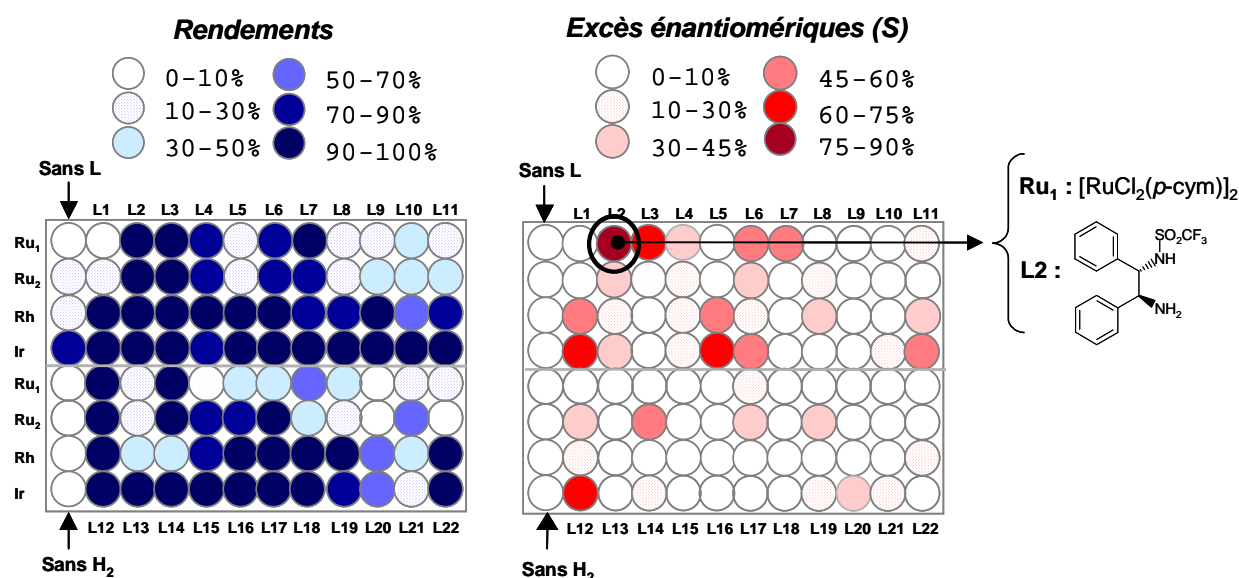 Rendements
0-10%
50-70%
10-30%
70-90%
30-50%
90-100%
Sans L
L1 L2 L3 L4 L5 L6 L7 L8 L9 L10 L11
Ru1
Ru2
Rh
Ir
Ru1
Ru2
Rh
Ir
L12 L13 L14 L15 L16 L17 L18 L19 L20 L21 L22
Sans H2
Excès énantiomériques (S)
0-10%
45-60%
10-30%
60-75%
30-45%
75-90%
Sans L
L1 L2 L3 L4 L5 L6 L7 L8 L9 L10 L11
L12 L13 L14 L15 L16 L17 L18 L19 L20 L21 L22
Sans H2
Ru1 : [RuCl2(p-cym)]2
L2 :
SO2CF3
NH
NH2